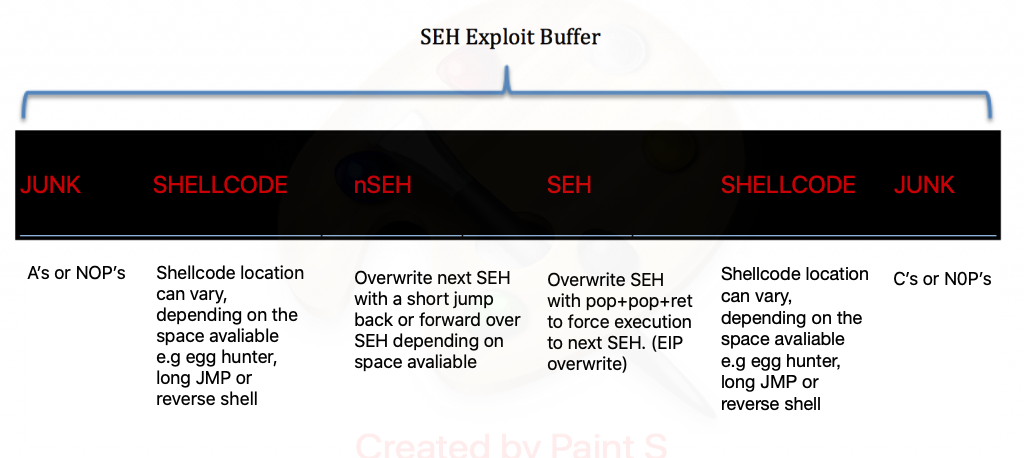 SEH Exploit Buffer
JUNK
SHELLCODE
nSEH
SEH
SHELLCODE
JUNK
A's or NOP's
Shellcode location
can vary,
depending on the
space avaliable
e.g egg hunter,
long JMP or
reverse shell
Overwrite next SEH
with a short jump
back or forward over
SEH depending on
space avaliable
Overwrite SEH
with pop+pop+ret
to force execution
to next SEH. (EIP
overwrite)
Shellcode location
can vary,
depending on the
space avaliable
e.g egg hunter,
long JMP or
reverse shell
C's or N0P's
Created by Paint S